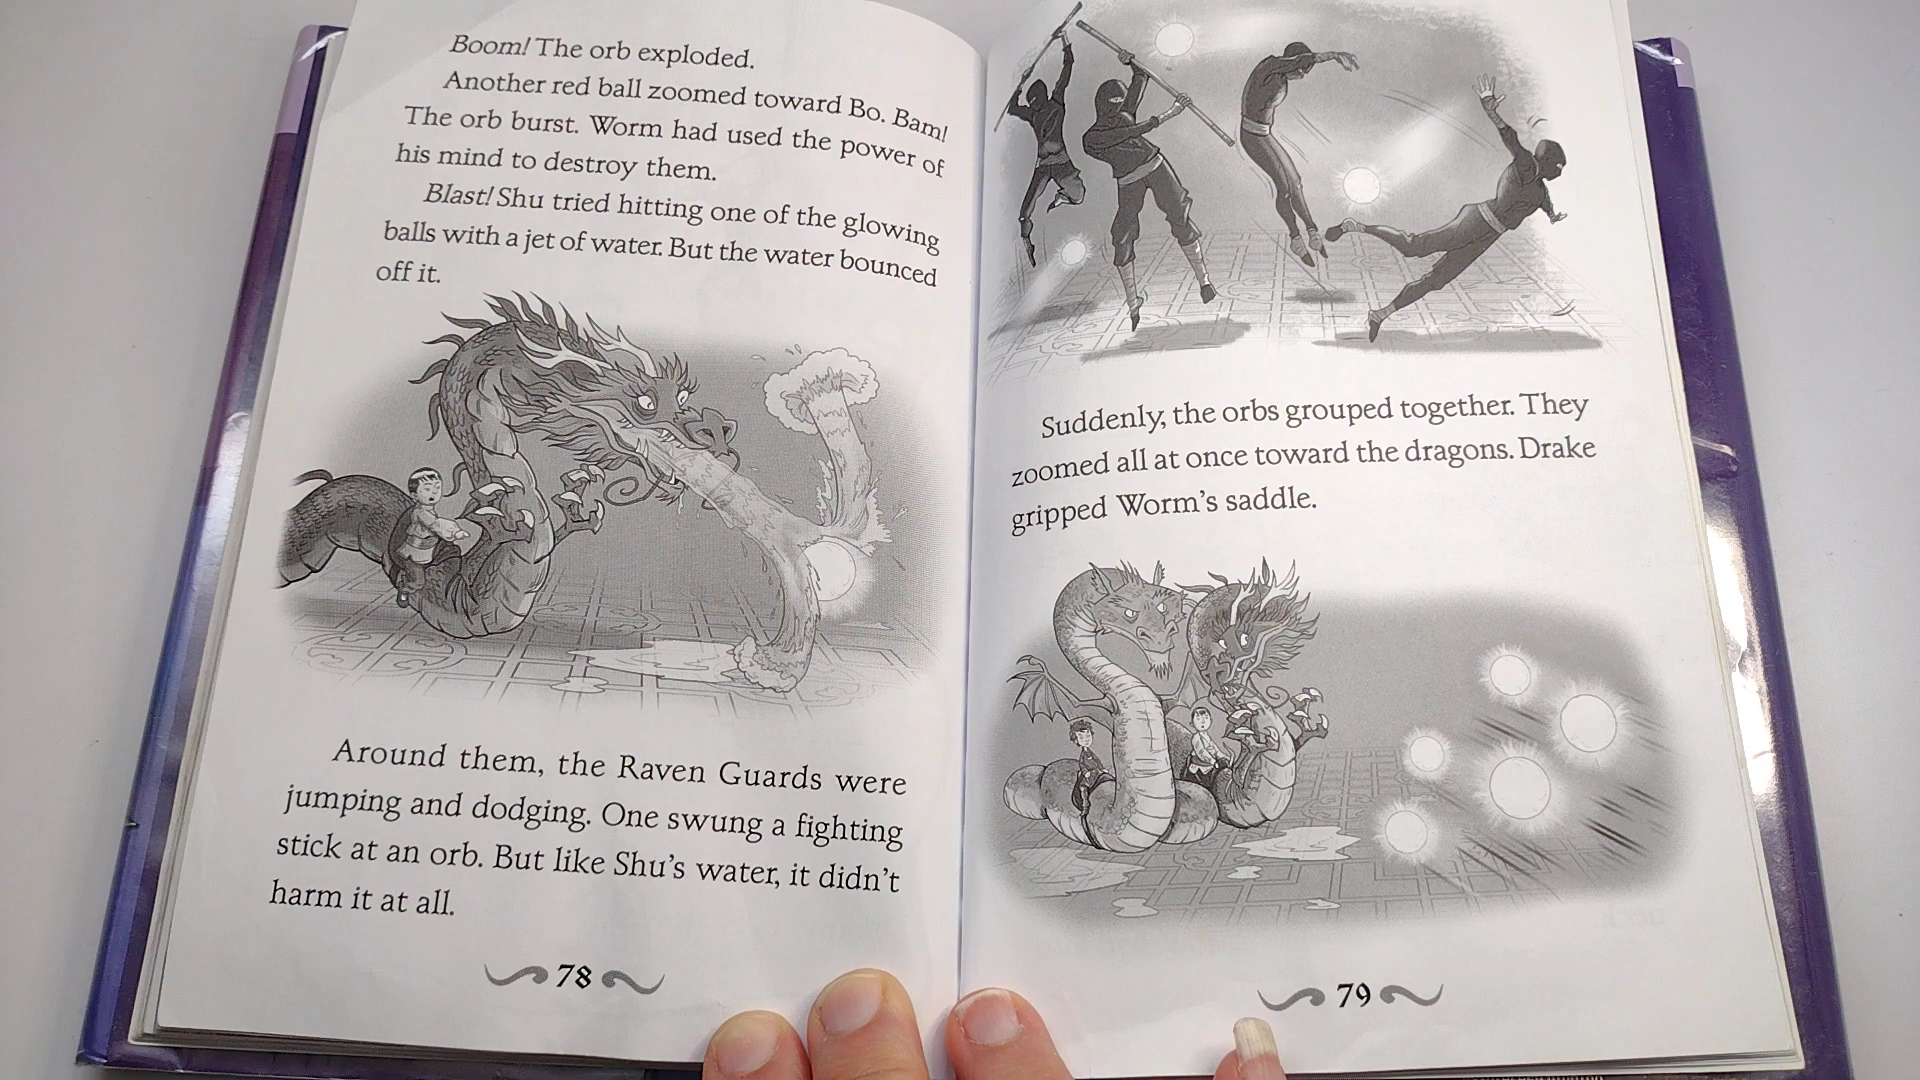 Boom! The orb exploded.
Another red ball zoomed toward Bo. Bam!
The orb burst. Worm had used the power of
his mind to destroy them.
Blast! Shu tried hitting one of the glowing
balls with a jet of water. But the water bounced
off it.
Around them, the Raven Guards were
jumping and dodging. One swung a fighting
stick at an orb. But like Shu’s water, it didn’t
harm it at all.
78
Suddenly, the orbs grouped together. They
zoomed all at once toward the dragons. Drake
gripped Worm’s saddle.
79